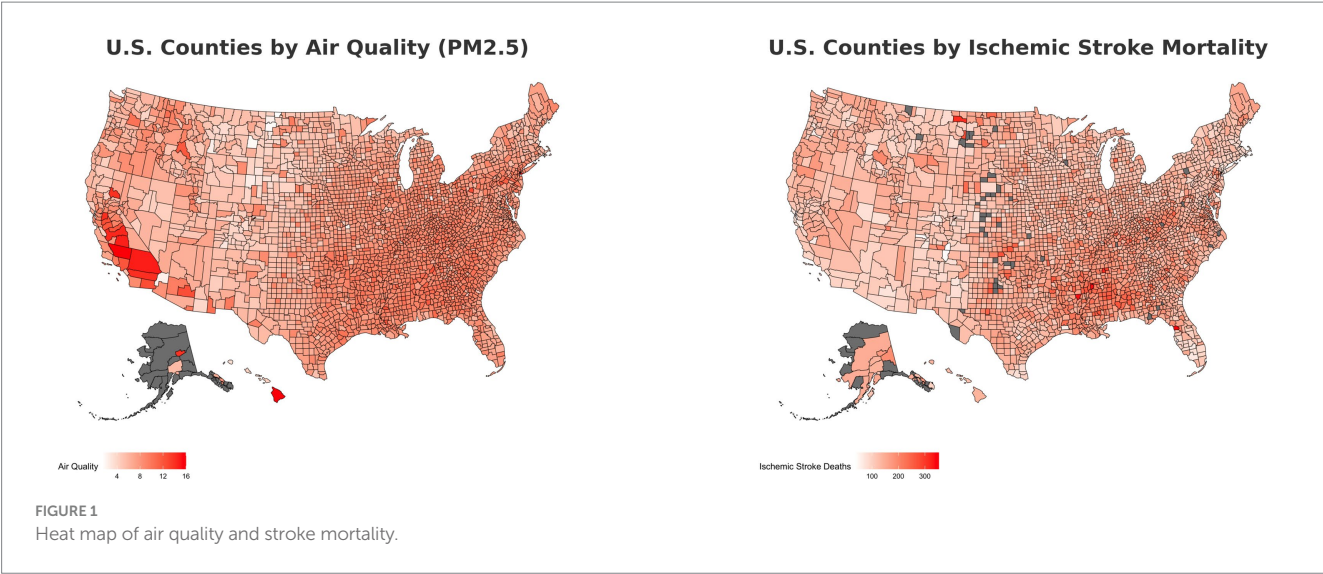 U.S. Counties by Air Quality (PM2.5)
U.S. Counties by Ischemic Stroke Mortality
Air Quality
4 8 12 16
Ischemic Stroke Deaths
100 200 300
FIGURE 1
Heat map of air quality and stroke mortality.